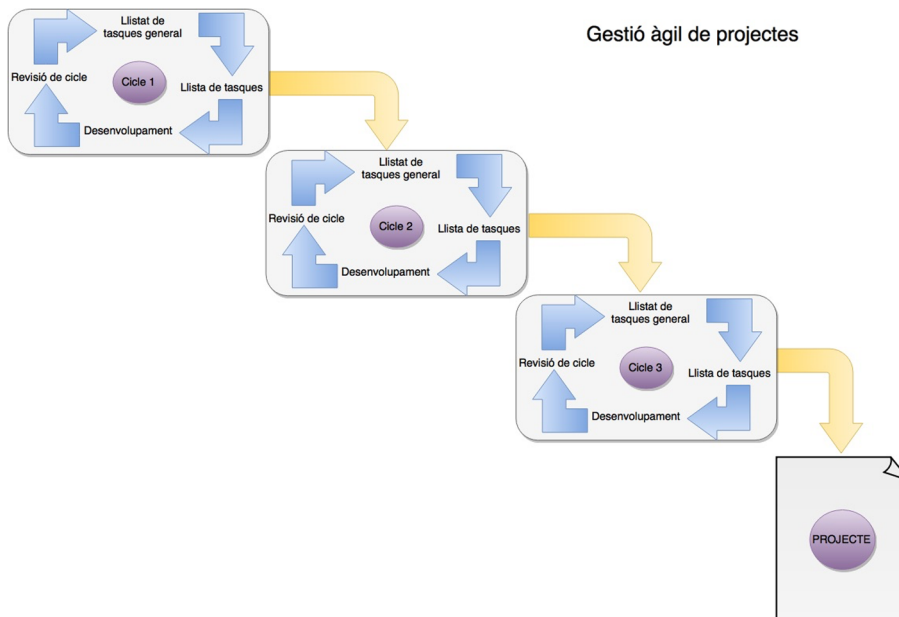 Gestió àgil de projectes
Llistat de
tasques general
Revisió de cicle
Cicle 1
Llista de tasques
Desenvolupament
Llistat de
tasques general
Revisió de cicle
Cicle 2
Llista de tasques
Desenvolupament
Llistat de
tasques general
Revisió de cicle
Cicle 3
Llista de tasques
Desenvolupament
PROJECTE